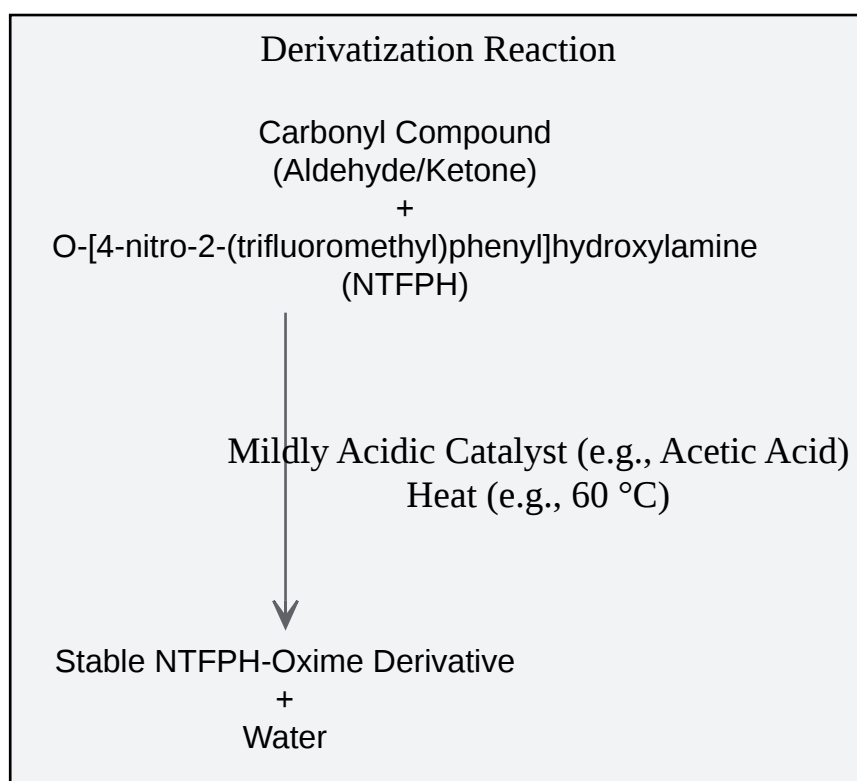 Derivatization Reaction
Carbonyl Compound
(Aldehyde/Ketone)
+
O-[4-nitro-2-(trifluoromethyl)phenyl]hydroxylamine
(NTFPH)
Mildly Acidic Catalyst (e.g., Acetic Acid)
Heat (e.g., 60 °C)
Stable NTFPH-Oxime Derivative
+
Water